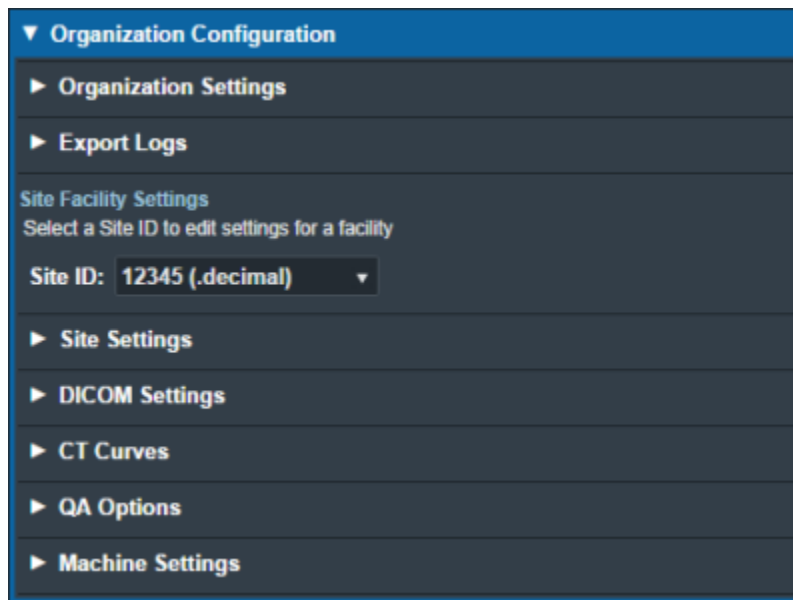 Organization Configuration
Organization Settings
Export Logs
Site Facility Settings
Select a Site ID to edit settings for a facility
Site ID: 12345 (.decimal)
Site Settings
DICOM Settings
CT Curves
QA Options
Machine Settings